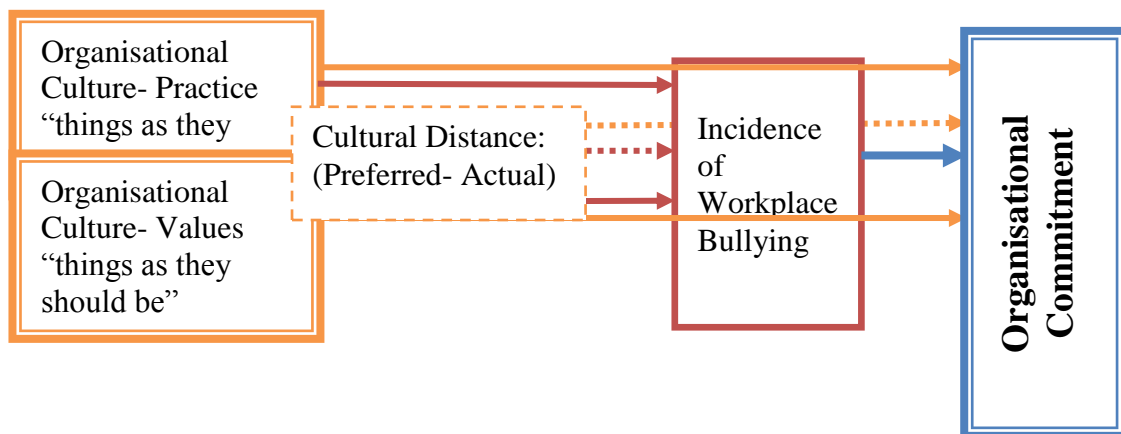 Organisational
Culture- Practice
“things as they
Organisational
Culture- Values
“things as they
should be”
Cultural Distance:
(Preferred- Actual)
Incidence
of
Workplace
Bullying
Organisational
Commitment